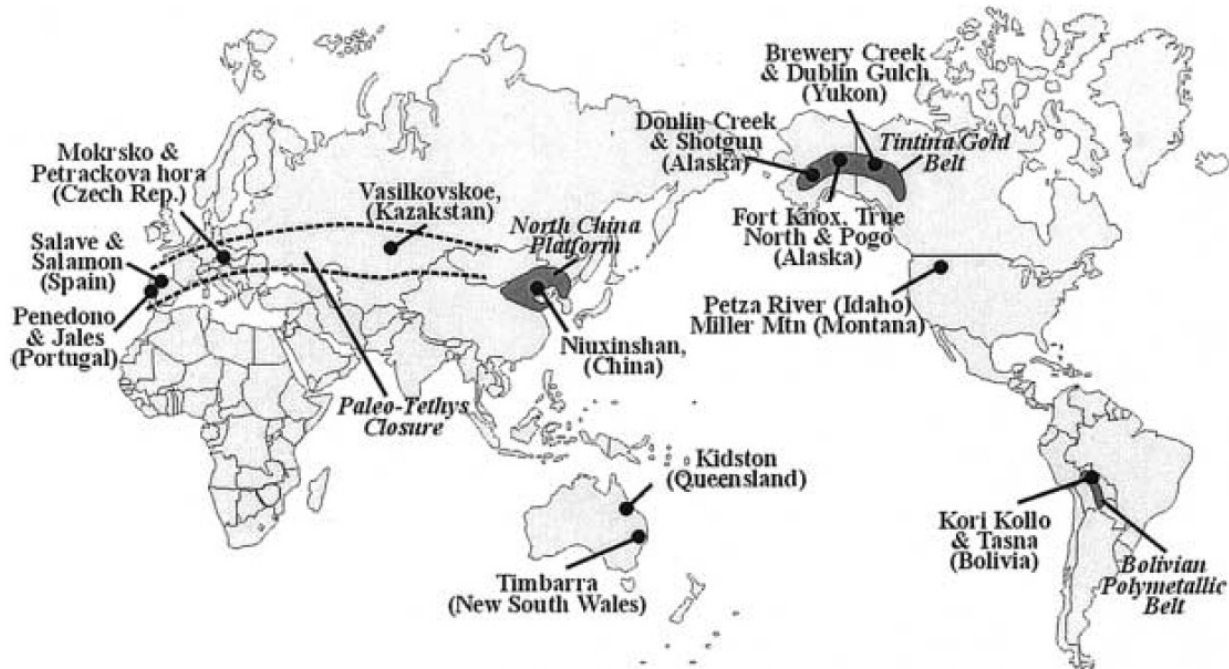 Brewery Creek
& Dublin Gulch
(Yukon)
Donlin Creek
& Shotgun
(Alaska)
Tintina Gold
Belt
Mokrsko &
Petrackova hora
(Czech Rep.)
Vasilkovskoe,
(Kazakstan)
North China
Platform
Fort Knox, True
North & Pogo
(Alaska)
Salave &
Salamon
(Spain)
Penedono
& Jales
(Portugal)
Petza River (Idaho)
Miller Mtn (Montana)
Niuxinshan,
(China)
Paleo-Tethys
Closure
Kidston
(Queensland)
Kori Kollo
& Tasna
(Bolivia)
Bolivian
Polymetallic
Belt
Timbarra
(New South Wales)